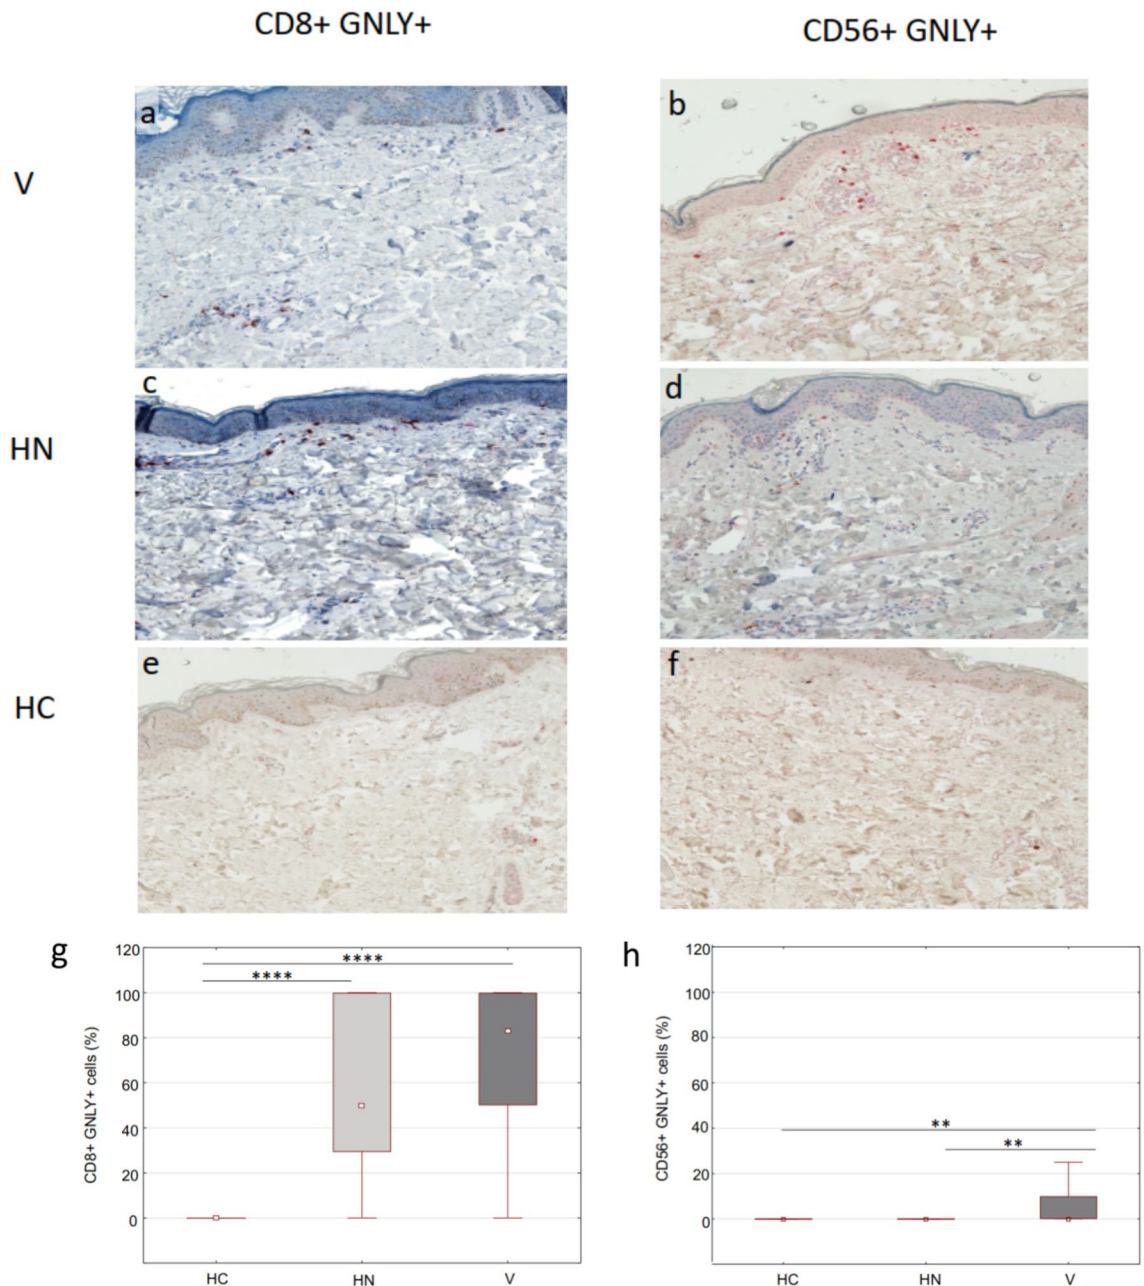 CD8+ GNLY+
CD56+ GNLY+
V
a
b
HN
c
d
HC
e
f
g
CD8+ GNLY+ cells (%)
120
100
80
60
40
20
0
****
****
HC
HN
V
h
CD56+ GNLY+ cells (%)
120
100
80
60
40
20
0
**
**
HC
HN
V